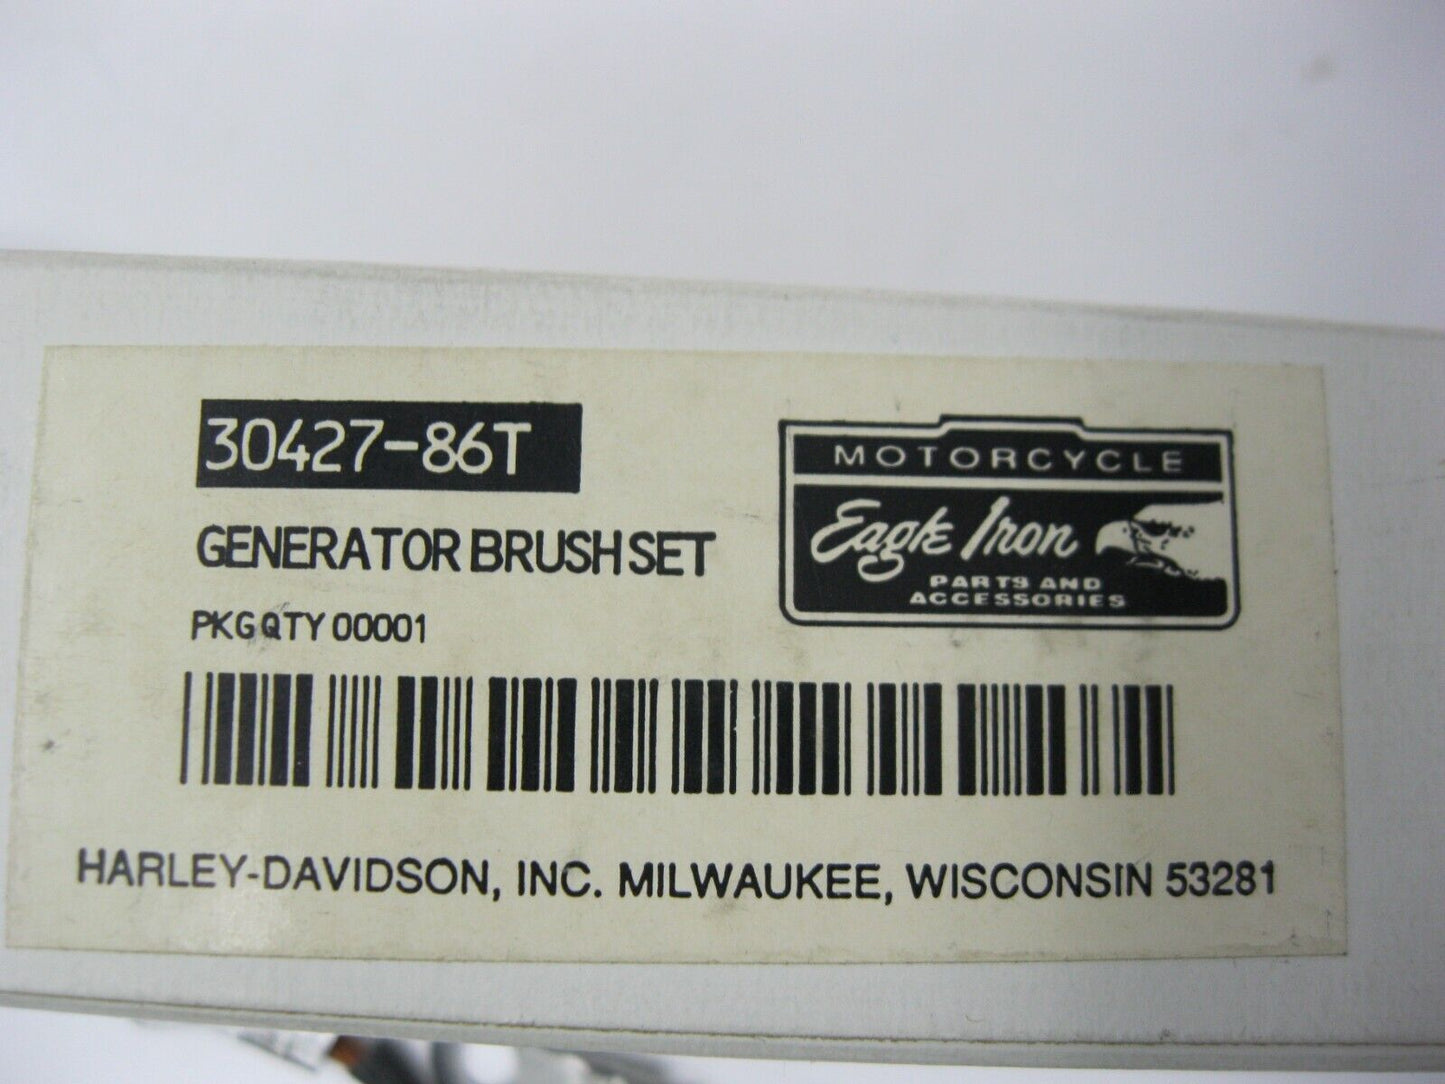 30427-86T
GENERATOR BRUSH SET
PKG QTY 00001
MOTORCYCLE
Eagle Iron
PARTS AND
ACCESSORIES
HARLEY-DAVIDSON, INC. MILWAUKEE, WISCONSIN 53281